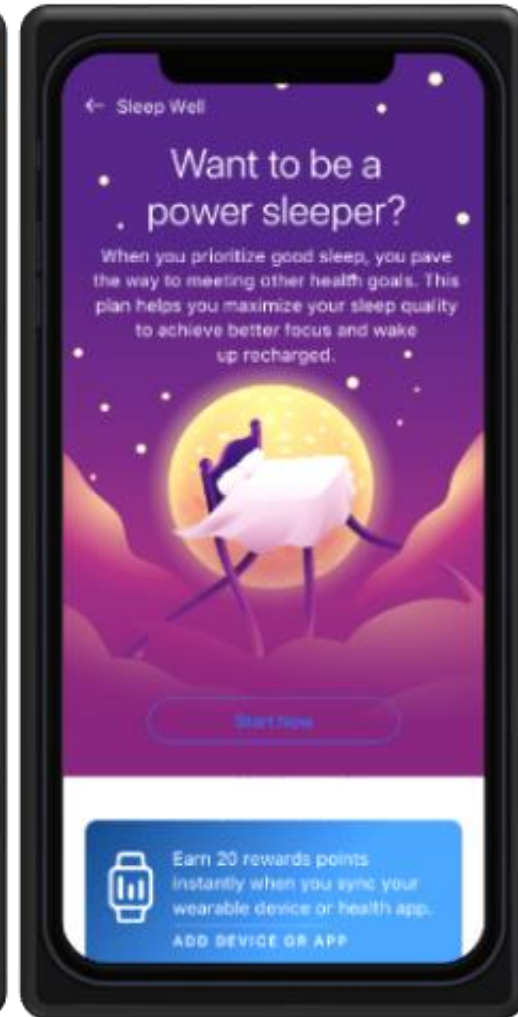 ← Sleep Well
Want to be a
power sleeper?
When you prioritize good sleep, you pave
the way to meeting other health goals. This
plan helps you maximize your sleep quality
to achieve better focus and wake
up recharged.
Start Now
Earn 20 rewards points
instantly when you sync your
wearable device or health app.
ADD DEVICE OR APP